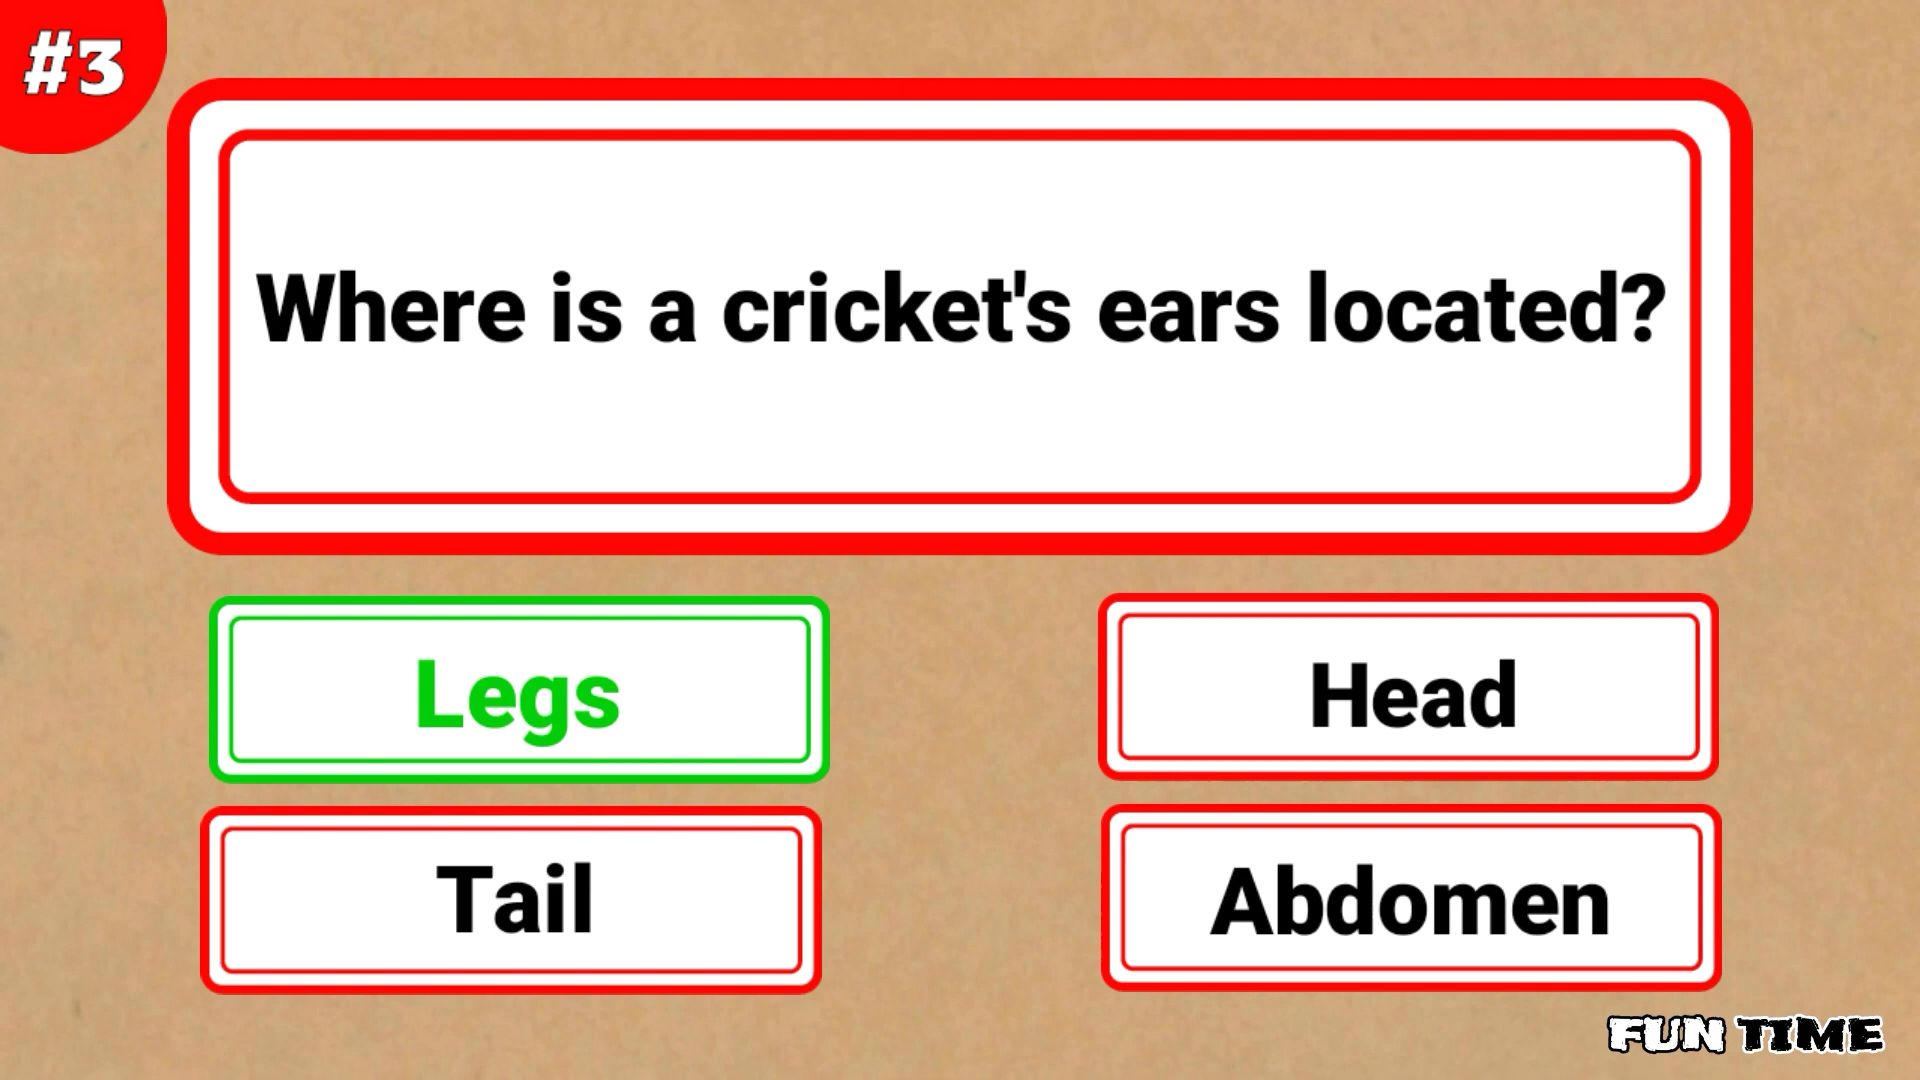 #3
Where is a cricket's ears located?
Legs
Head
Tail
Abdomen
FUN TIME